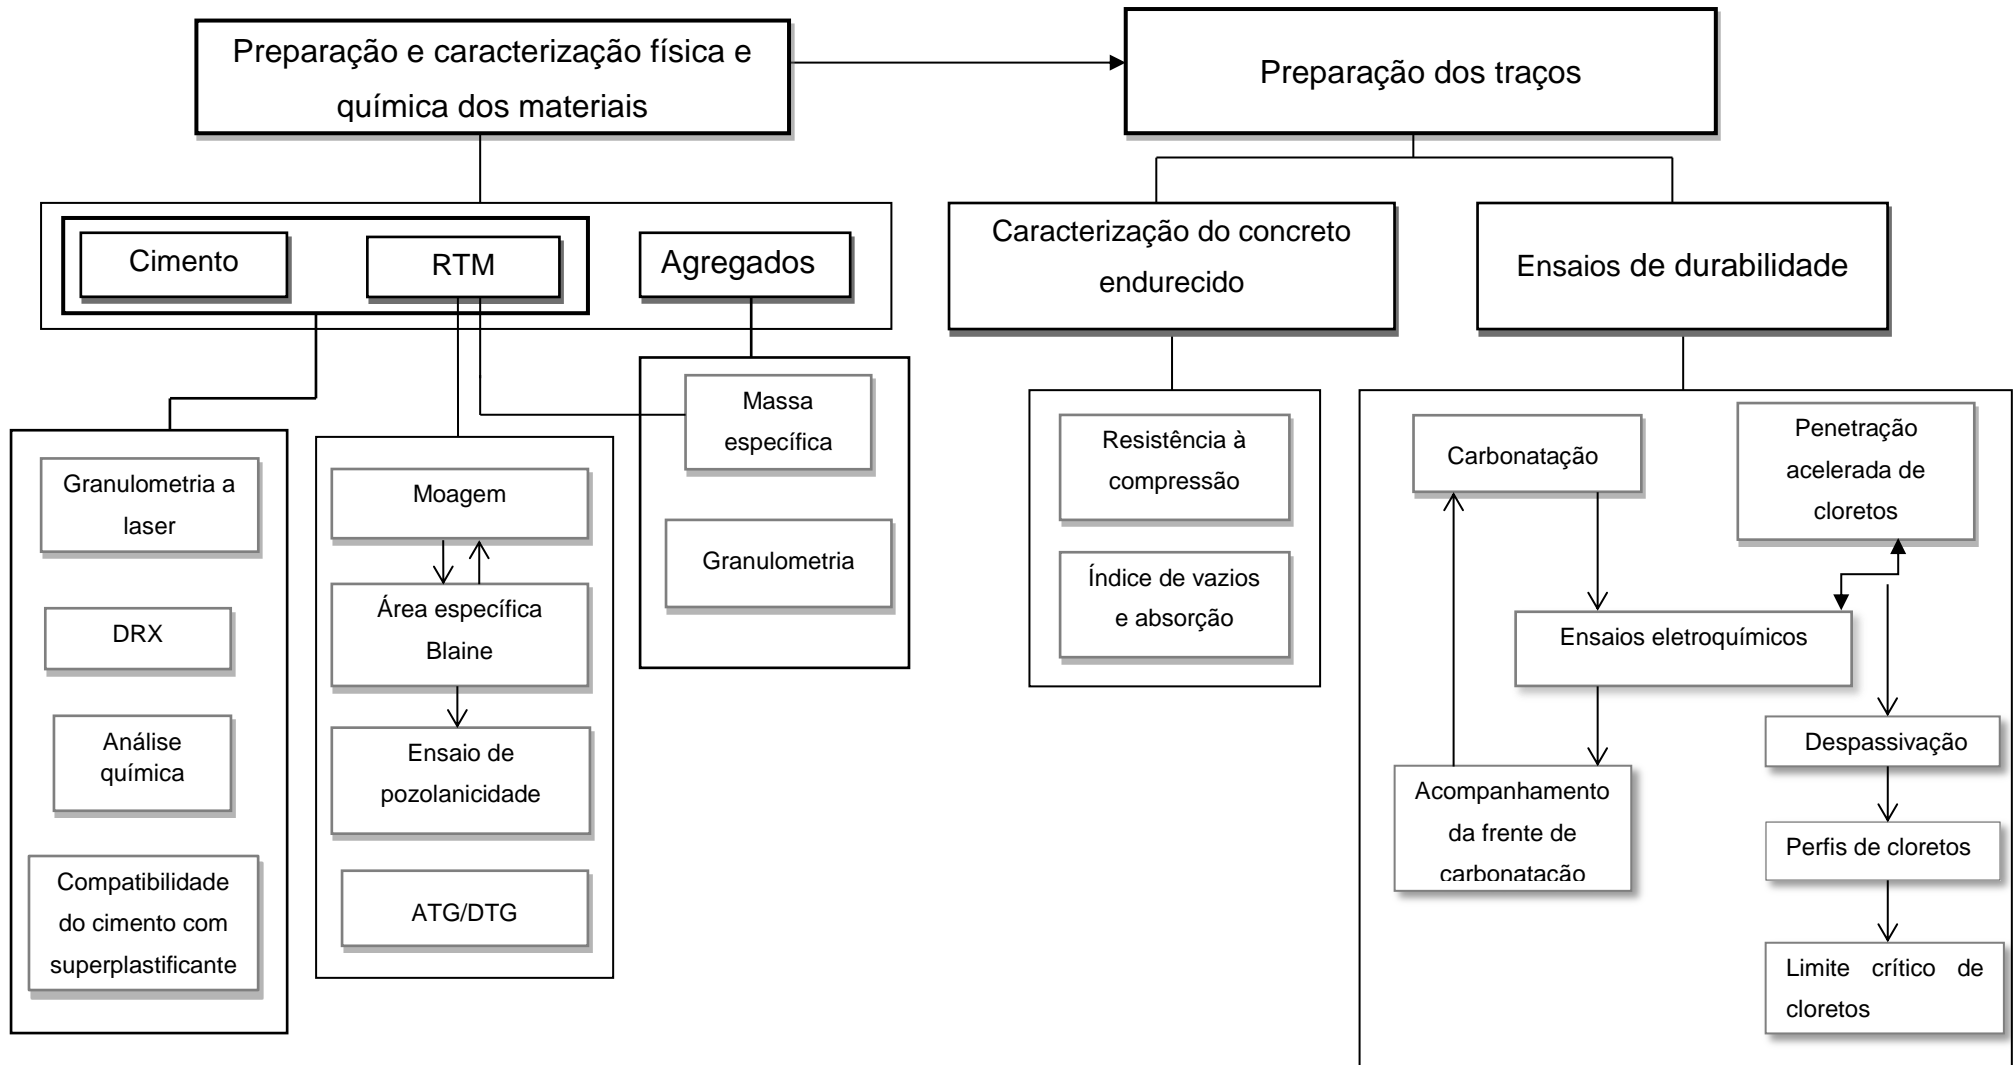 Preparação e caracterização física e
química dos materiais
Preparação dos traços
Cimento
RTM
Agregados
Caracterização do concreto
endurecido
Ensaios de durabilidade
Granulometria a
laser
DRX
Análise
química
Compatibilidade
do cimento com
superplastificante
Moagem
Área específica
Blaine
Ensaio de
pozolanicidade
ATG/DTG
Massa
específica
Granulometria
Resistência à
compressão
Índice de vazios
e absorção
Carbonatação
Penetração
acelerada de
cloretos
Ensaios eletroquímicos
Acompanhamento
da frente de
carbonatação
Despassivação
Perfis de cloretos
Limite crítico de
cloretos